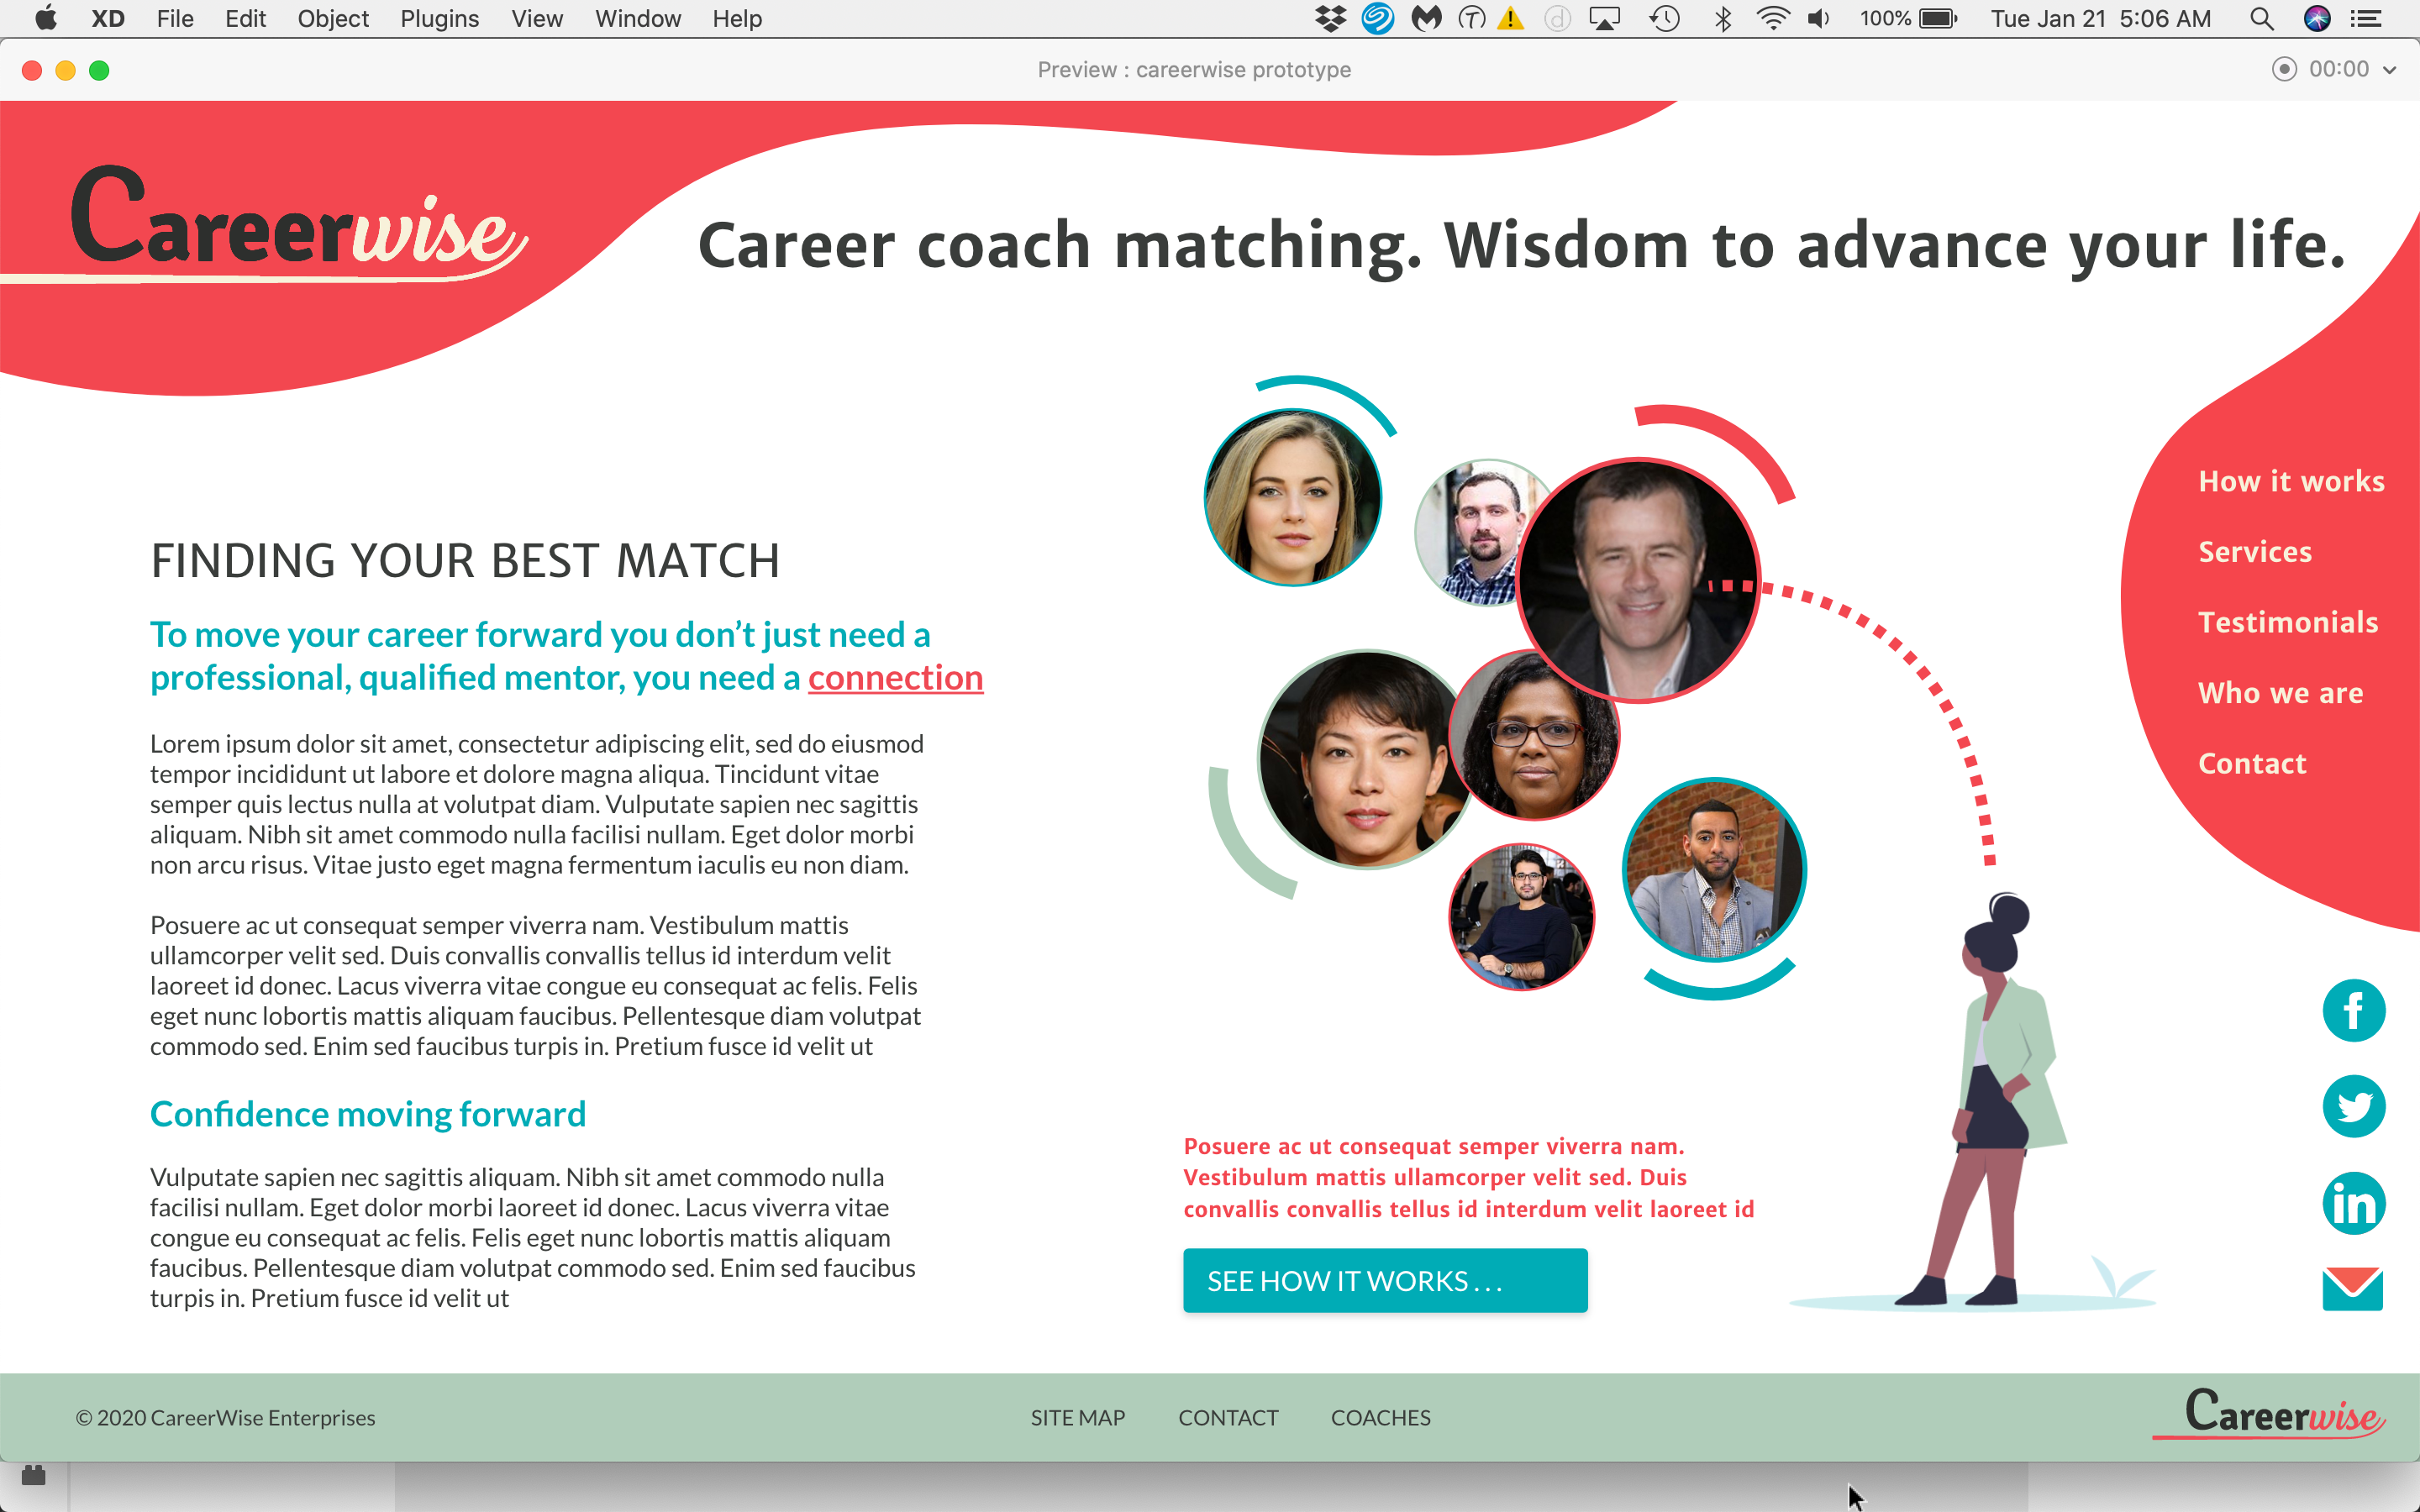 XD File Edit Object Plugins View Window Help 100% Tue Jan 21 5:06 AM
Preview : careerwise prototype
00:00
Careerwise
Career coach matching. Wisdom to advance your life.
How it works
Services
Testimonials
Who we are
Contact
FINDING YOUR BEST MATCH
To move your career forward you don’t just need a
professional, qualified mentor, you need a connection
Lorem ipsum dolor sit amet, consectetur adipiscing elit, sed do eiusmod
tempor incididunt ut labore et dolore magna aliqua. Tincidunt vitae
semper quis lectus nulla at volutpat diam. Vulputate sapien nec sagittis
aliquam. Nibh sit amet commodo nulla facilisi nullam. Eget dolor morbi
non arcu risus. Vitae justo eget magna fermentum iaculis eu non diam.
Posuere ac ut consequat semper viverra nam. Vestibulum mattis
ullamcorper velit sed. Duis convallis convallis tellus id interdum velit
laoreet id donec. Lacus viverra vitae congue eu consequat ac felis. Felis
eget nunc lobortis mattis aliquam faucibus. Pellentesque diam volutpat
commodo sed. Enim sed faucibus turpis in. Pretium fusce id velit ut
Confidence moving forward
Vulputate sapien nec sagittis aliquam. Nibh sit amet commodo nulla
facilisi nullam. Eget dolor morbi laoreet id donec. Lacus viverra vitae
congue eu consequat ac felis. Felis eget nunc lobortis mattis aliquam
faucibus. Pellentesque diam volutpat commodo sed. Enim sed faucibus
turpis in. Pretium fusce id velit ut
Posuere ac ut consequat semper viverra nam.
Vestibulum mattis ullamcorper velit sed. Duis
convallis convallis tellus id interdum velit laoreet id
SEE HOW IT WORKS . . .
f
in
© 2020 CareerWise Enterprises
SITE MAP CONTACT COACHES
Careerwise